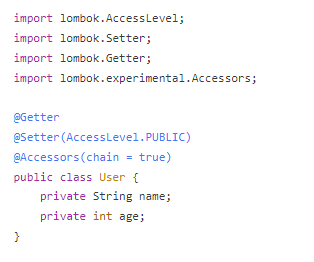 import lombok.AccessLevel;
import lombok.Setter;
import lombok.Getter;
import lombok.experimental.Accessors;

@Getter
@Setter(AccessLevel.PUBLIC)
@Accessors(chain = true)
public class User {
    private String name;
    private int age;
}